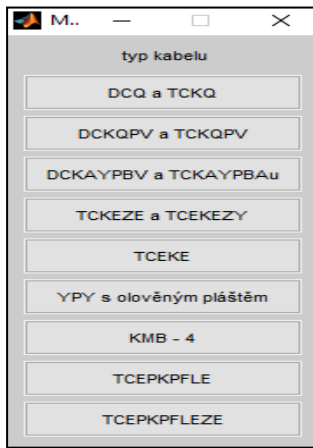 M..
typ kabelu
DCQ a TCKQ
DCKQPV a TCKQPV
DCKAYPBV a TCKAYPBAu
TCKEZE a TCEKEZY
TCEKE
YPY s olověným pláštěm
KMB - 4
TCEPKPFLE
TCEPKPFLEZE